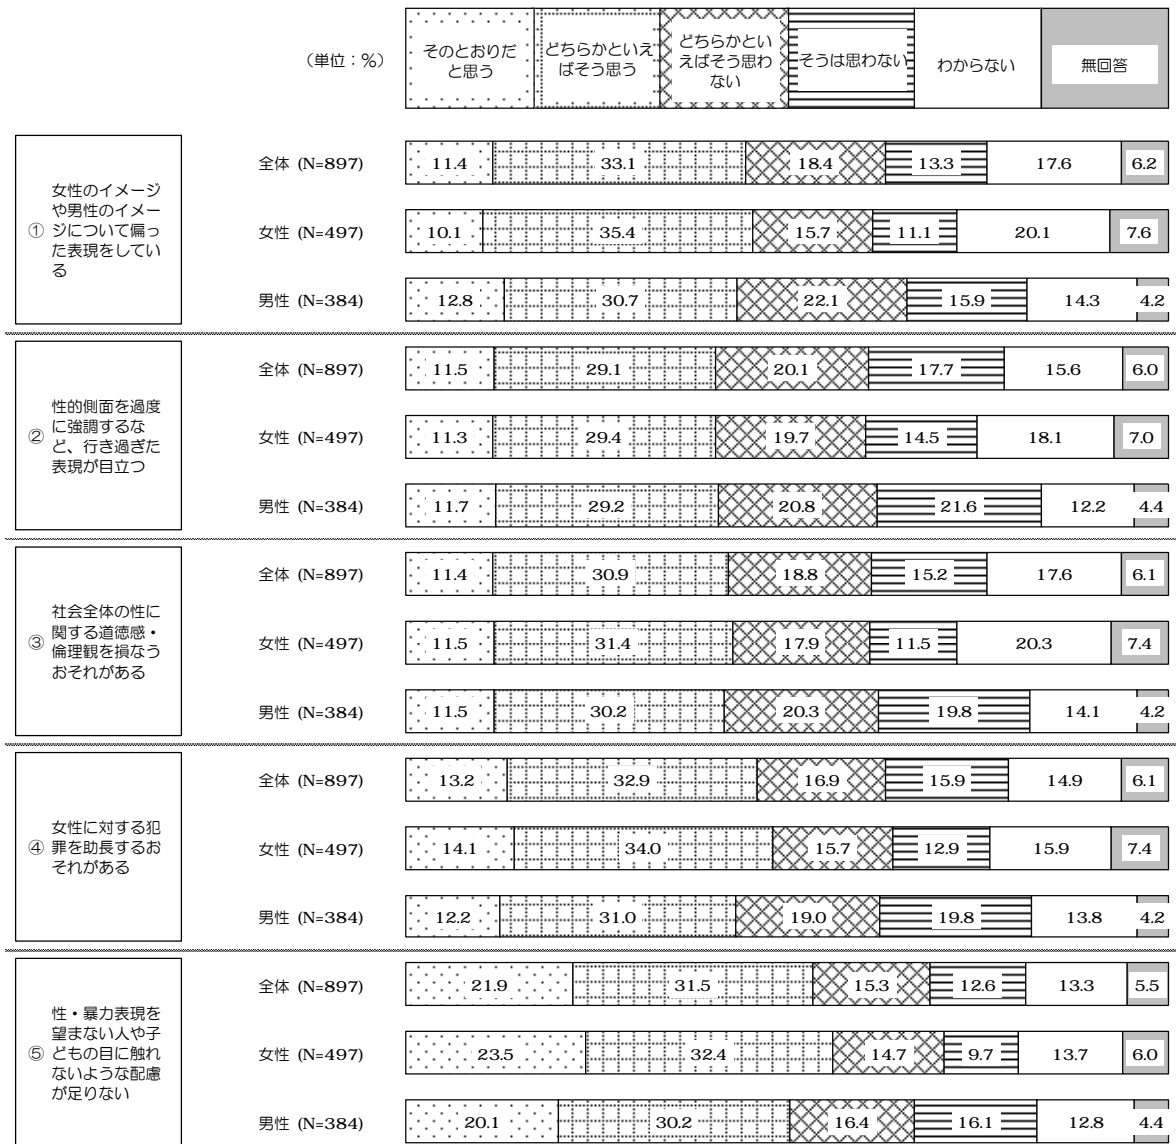 （単位：％）
そのとおりだ
と思う
どちらかといえ
ばそう思う
どちらかとい
えばそう思わ
ない
そうは思わない
わからない
無回答
①
女性のイメージ
や男性のイメー
ジについて偏っ
た表現をしてい
る
全体 (N=897) 11.4 33.1 18.4 13.3 17.6 6.2
女性 (N=497) 10.1 35.4 15.7 11.1 20.1 7.6
男性 (N=384) 12.8 30.7 22.1 15.9 14.3 4.2
②
性的側面を過度
に強調するな
ど、行き過ぎた
表現が目立つ
全体 (N=897) 11.5 29.1 20.1 17.7 15.6 6.0
女性 (N=497) 11.3 29.4 19.7 14.5 18.1 7.0
男性 (N=384) 11.7 29.2 20.8 21.6 12.2 4.4
③
社会全体の性に
関する道徳感・
倫理観を損なう
おそれがある
全体 (N=897) 11.4 30.9 18.8 15.2 17.6 6.1
女性 (N=497) 11.5 31.4 17.9 11.5 20.3 7.4
男性 (N=384) 11.5 30.2 20.3 19.8 14.1 4.2
④
女性に対する犯
罪を助長するお
それがある
全体 (N=897) 13.2 32.9 16.9 15.9 14.9 6.1
女性 (N=497) 14.1 34.0 15.7 12.9 15.9 7.4
男性 (N=384) 12.2 31.0 19.0 19.8 13.8 4.2
⑤
性・暴力表現を
望まない人や子
どもの目に触れ
ないような配慮
が足りない
全体 (N=897) 21.9 31.5 15.3 12.6 13.3 5.5
女性 (N=497) 23.5 32.4 14.7 9.7 13.7 6.0
男性 (N=384) 20.1 30.2 16.4 16.1 12.8 4.4